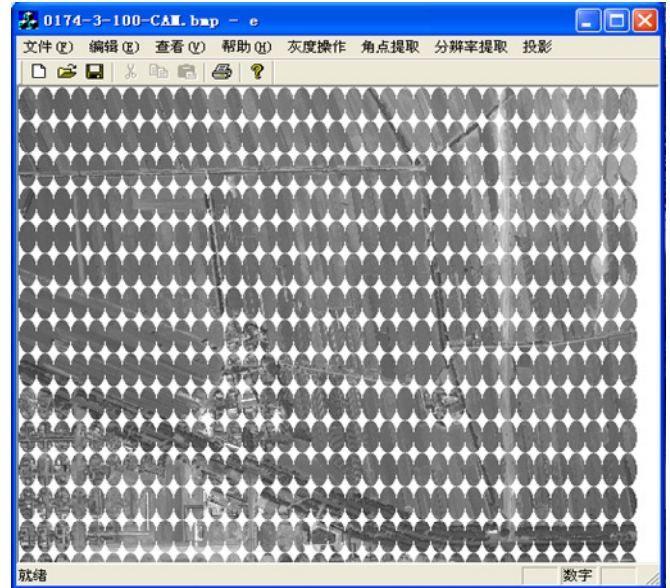 0174-3-100-CAM.bmp - e
文件(F) 编辑(E) 查看(V) 帮助(H) 灰度操作 角点提取 分辨率提取 投影
就绪 数字